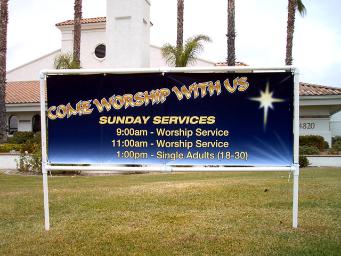 COME WORSHIP WITH US
SUNDAY SERVICES
9:00am - Worship Service
11:00am - Worship Service
1:00pm - Single Adults (18-30)